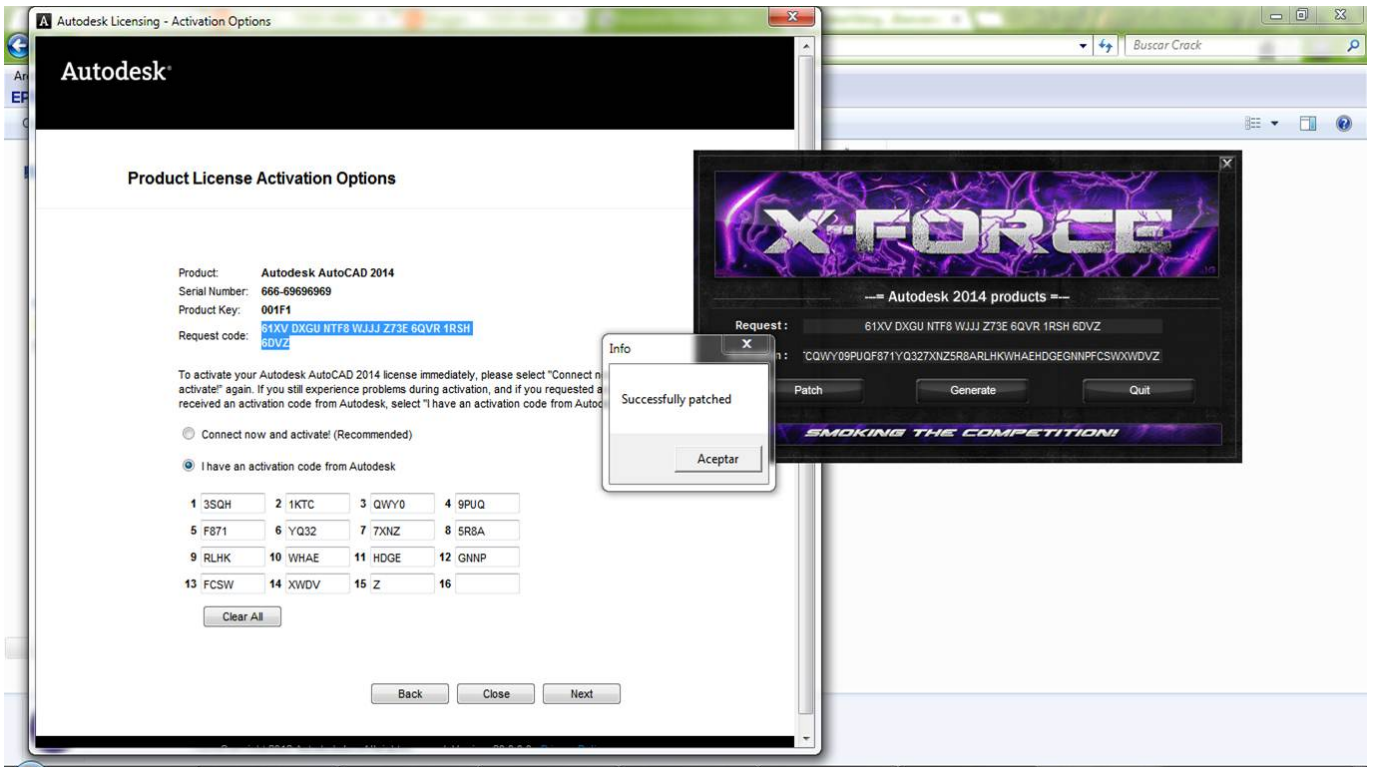 Autodesk Licensing - Activation Options
Buscar Crack
Autodesk
Product License Activation Options
Product: Autodesk AutoCAD 2014
Serial Number: 666-69696969
Product Key: 001F1
Request code: 61XV DXGU NTF8 WJJJ Z73E 6QVR 1RSH
6DVZ
To activate your Autodesk AutoCAD 2014 license immediately, please select "Connect
activate!" again. If you still experience problems during activation, and if you requested
received an activation code from Autodesk, select "I have an activation code from
Connect now and activate! (Recommended)
I have an activation code from Autodesk
1 3SQH 2 1KTC 3 QWY0 4 9PUQ
5 F871 6 YQ32 7 7XNZ 8 5R8A
9 RLHK 10 WHAE 11 HDGE 12 GNNP
13 FCSW 14 XWDV 15 Z 16
Clear All
Back Close Next
Info
Successfully patched
Aceptar
X-FORCE
---= Autodesk 2014 products =---
Request : 61XV DXGU NTF8 WJJJ Z73E 6QVR 1RSH 6DVZ
CQWY09PUQF871YQ327XNZ5R8ARLHKWHAEHDGEGNNPFCSWXWDVZ
Patch Generate Quit
SMOKING THE COMPETITION!